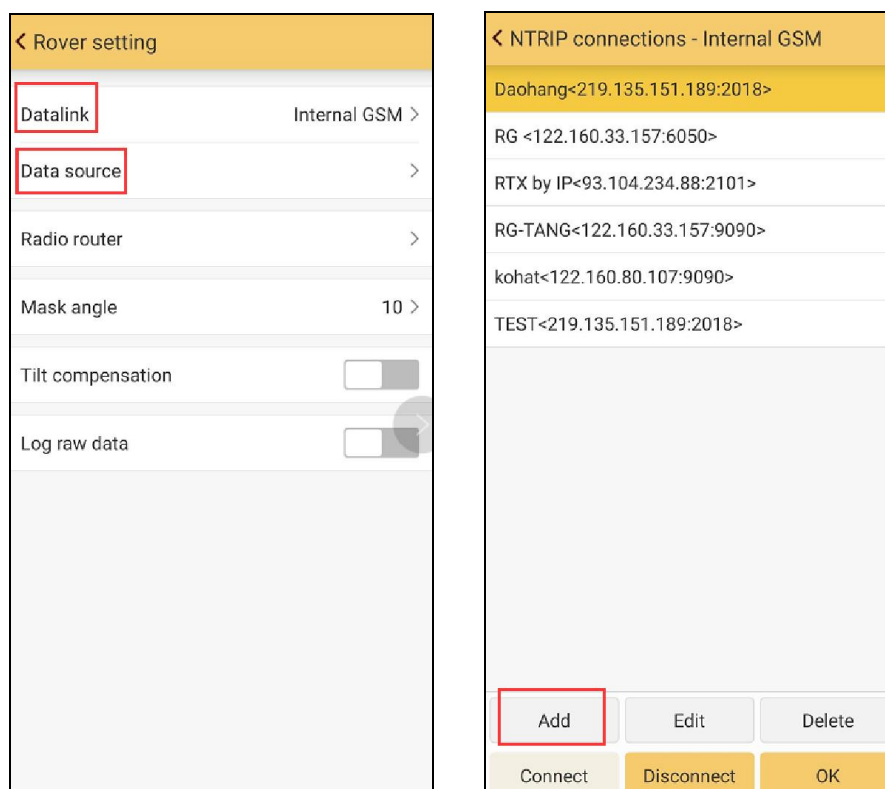 Rover setting
Datalink Internal GSM
Data source
Radio router
Mask angle 10
Tilt compensation
Log raw data
NTRIP connections - Internal GSM
Daohang<219.135.151.189:2018>
RG <122.160.33.157:6050>
RTX by IP<93.104.234.88:2101>
RG-TANG<122.160.33.157:9090>
kohat<122.160.80.107:9090>
TEST<219.135.151.189:2018>
Add Edit Delete
Connect Disconnect OK